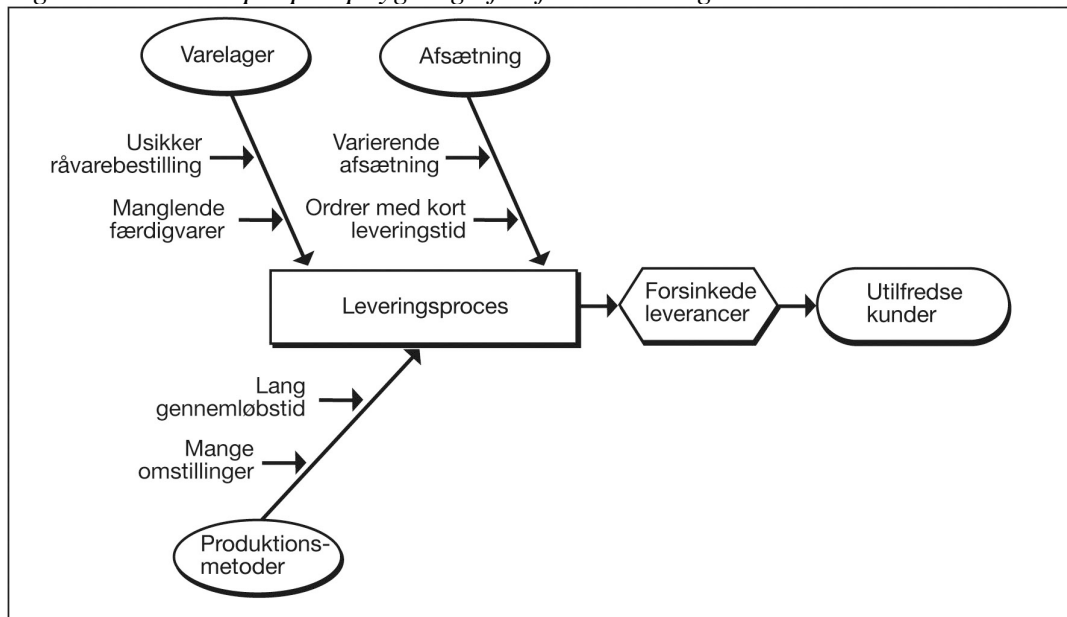 Varelager
Afsætning
Usikker
råvarebestilling
Varierende
afsætning
Manglende
færdigvarer
Ordrer med kort
leveringstid
Leveringsproces
Forsinkede
leverancer
Utilfredse
kunder
Lang
gennemløbstid
Mange
omstillinger
Produktions-
metoder